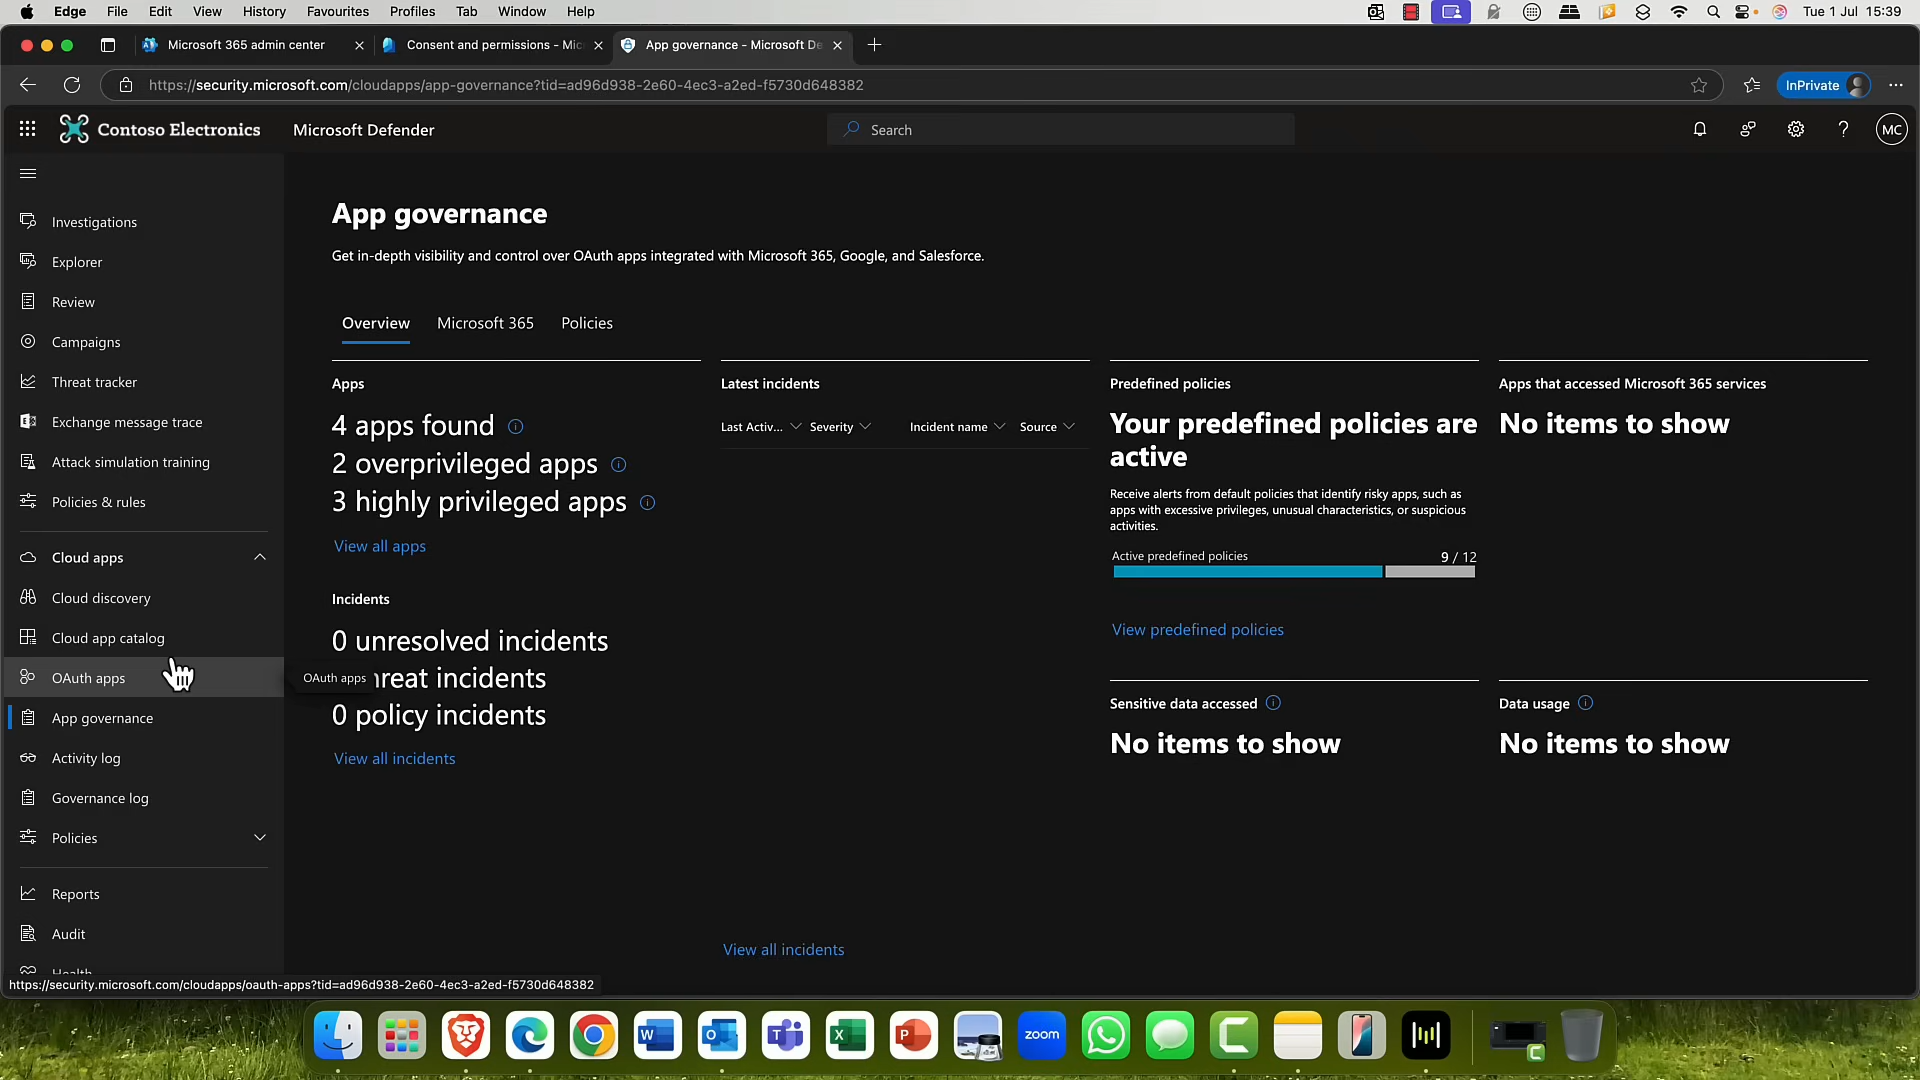 Edge File Edit View History Favourites Profiles Tab Window Help Tue 1 Jul 15:39
Microsoft 365 admin center
Consent and permissions - Mic
App governance - Microsoft De
https://security.microsoft.com/cloudapps/app-governance?tid=ad96d938-2e60-4ec3-a2ed-f5730d648382
InPrivate
Contoso Electronics
Microsoft Defender
Search
MC
Investigations
Explorer
Review
Campaigns
Threat tracker
Exchange message trace
Attack simulation training
Policies & rules
Cloud apps
Cloud discovery
Cloud app catalog
OAuth apps
App governance
Activity log
Governance log
Policies
Reports
Audit
Health
https://security.microsoft.com/cloudapps/oauth-apps?tid=ad96d938-2e60-4ec3-a2ed-f5730d648382
OAuth apps
App governance
Get in-depth visibility and control over OAuth apps integrated with Microsoft 365, Google, and Salesforce.
Overview Microsoft 365 Policies
Apps
4 apps found
2 overprivileged apps
3 highly privileged apps
View all apps
Incidents
0 unresolved incidents
hreat incidents
0 policy incidents
View all incidents
Latest incidents
Last Activ... Severity Incident name Source
View all incidents
Predefined policies
Your predefined policies are
active
Receive alerts from default policies that identify risky apps, such as
apps with excessive privileges, unusual characteristics, or suspicious
activities.
Active predefined policies 9 / 12
View predefined policies
Apps that accessed Microsoft 365 services
No items to show
Sensitive data accessed
No items to show
Data usage
No items to show
zoom